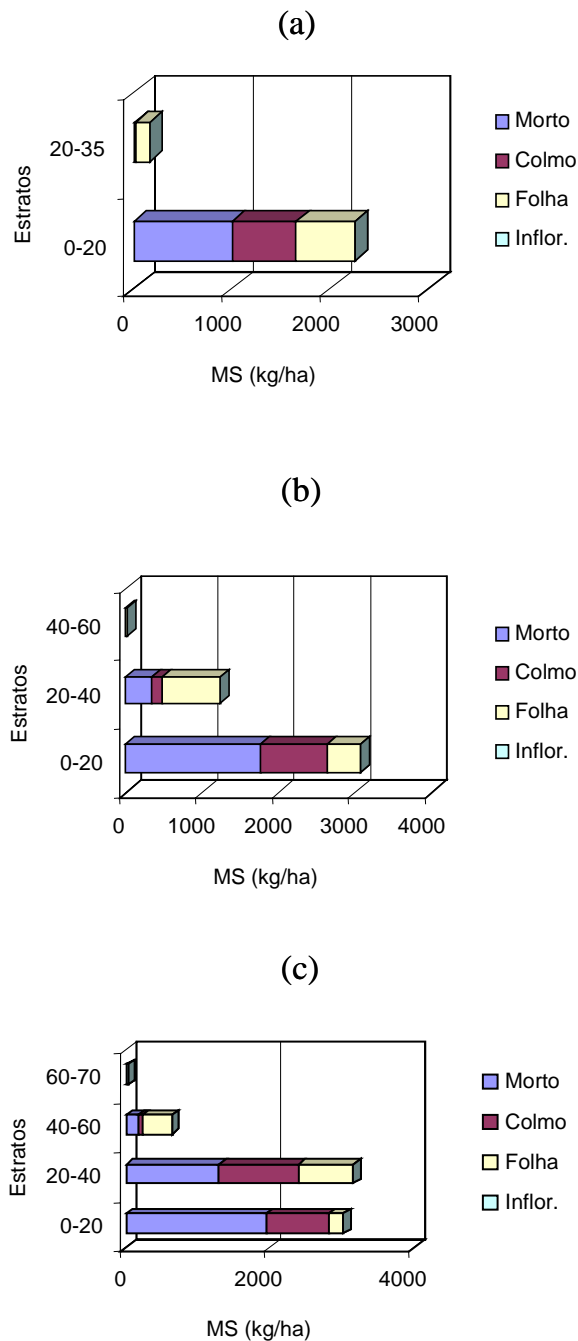 (a)
Estratos
20-35
0-20
0 1000 2000 3000
MS (kg/ha)
Morto
Colmo
Folha
Inflor.
(b)
Estratos
40-60
20-40
0-20
0 1000 2000 3000 4000
MS (kg/ha)
Morto
Colmo
Folha
Inflor.
(c)
Estratos
60-70
40-60
20-40
0-20
0 2000 4000
MS (kg/ha)
Morto
Colmo
Folha
Inflor.